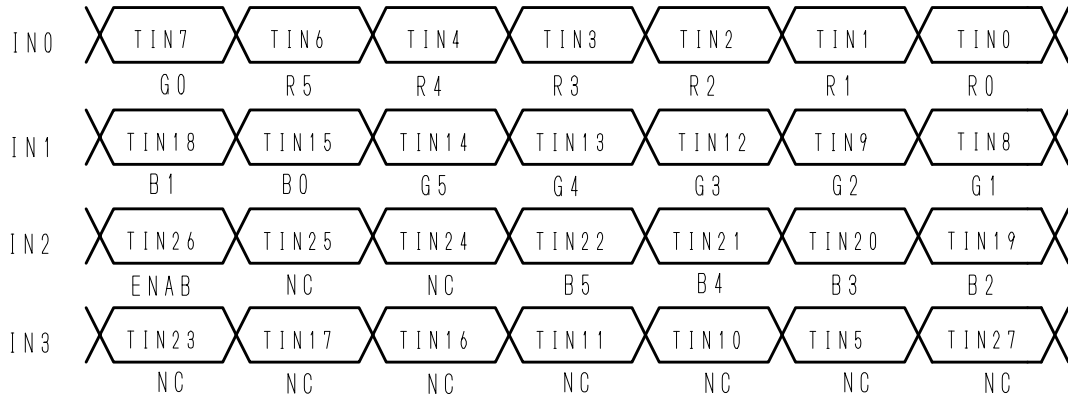 IN0 TIN7 TIN6 TIN4 TIN3 TIN2 TIN1 TIN0
G0 R5 R4 R3 R2 R1 R0
IN1 TIN18 TIN15 TIN14 TIN13 TIN12 TIN9 TIN8
B1 B0 G5 G4 G3 G2 G1
IN2 TIN26 TIN25 TIN24 TIN22 TIN21 TIN20 TIN19
ENAB NC NC B5 B4 B3 B2
IN3 TIN23 TIN17 TIN16 TIN11 TIN10 TIN5 TIN27
NC NC NC NC NC NC NC